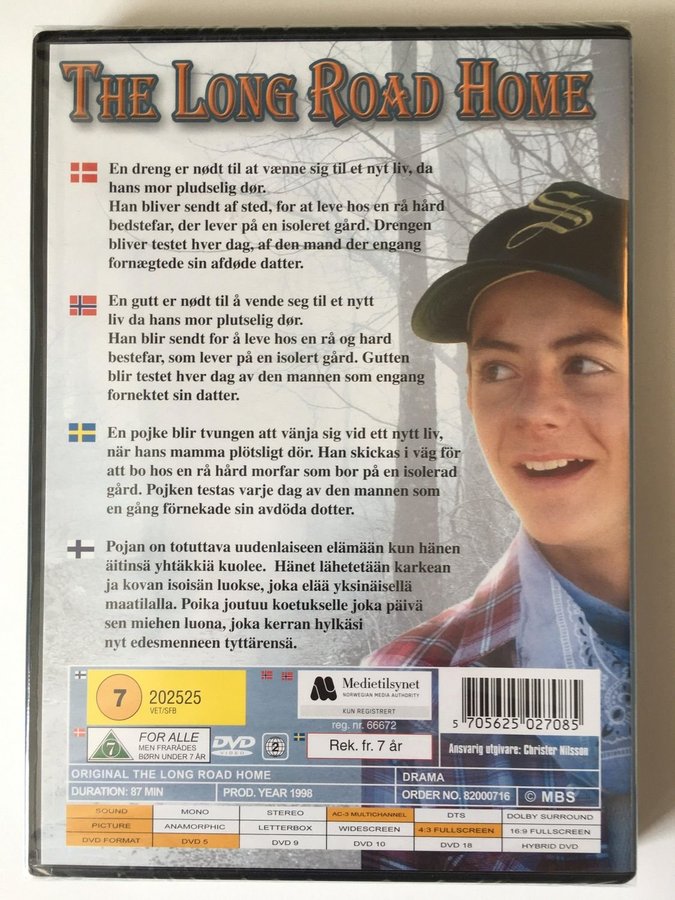 THE LONG ROAD HOME
En dreng er nødt til at vænne sig til et nyt liv, da
hans mor pludselig dør.
Han bliver sendt af sted, for at leve hos en rå hård
bedstefar, der lever på en isoleret gård. Drengen
bliver testet hver dag, af den mand der engang
fornægtede sin afdøde datter.
En gutt er nødt til å vende seg til et nytt
liv da hans mor plutselig dør.
Han blir sendt for å leve hos en rå og hard
bestefar, som lever på en isolert gård. Gutten
blir testet hver dag av den mannen som engang
fornektet sin datter.
En pojke blir tvungen att vänja sig vid ett nytt liv,
när hans mamma plötsligt dör. Han skickas i väg för
att bo hos en rå hård morfar som bor på en isolerad
gård. Pojken testas varje dag av den mannen som
en gång förnekade sin avdöda dotter.
Pojan on totuttava uudenlaiseen elämään kun hänen
äitinsä yhtäkkiä kuolee. Hänet lähetetään karkean
ja kovan isoisän luokse, joka elää yksinäisellä
maatilalla. Poika joutuu koetukselle joka päivä
sen miehen luona, joka kerran hylkäsi
nyt edesmenneen tyttärensä.
S
7 202525
VET/SFB
M Medietilsynet
NORWEGIAN MEDIA AUTHORITY
KUN REGISTRERT
reg. nr. 66672
5 705625 027085
7 FOR ALLE
MEN FRARÅDES
BØRN UNDER 7 ÅR
DVD
VIDEO
2
Rek. fr. 7 år
Ansvarig utgivare: Christer Nilsson
ORIGINAL THE LONG ROAD HOME DRAMA
DURATION: 87 MIN PROD. YEAR 1998 ORDER NO. 82000716 © MBS
SOUND MONO STEREO AC-3 MULTICHANNEL DTS DOLBY SURROUND
PICTURE ANAMORPHIC LETTERBOX WIDESCREEN 4:3 FULLSCREEN 16:9 FULLSCREEN
DVD FORMAT DVD 5 DVD 9 DVD 10 DVD 18 HYBRID DVD